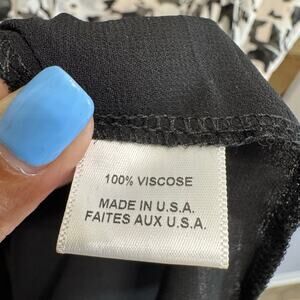 100% VISCOSE
MADE IN U.S.A.
FAITES AUX U.S.A.